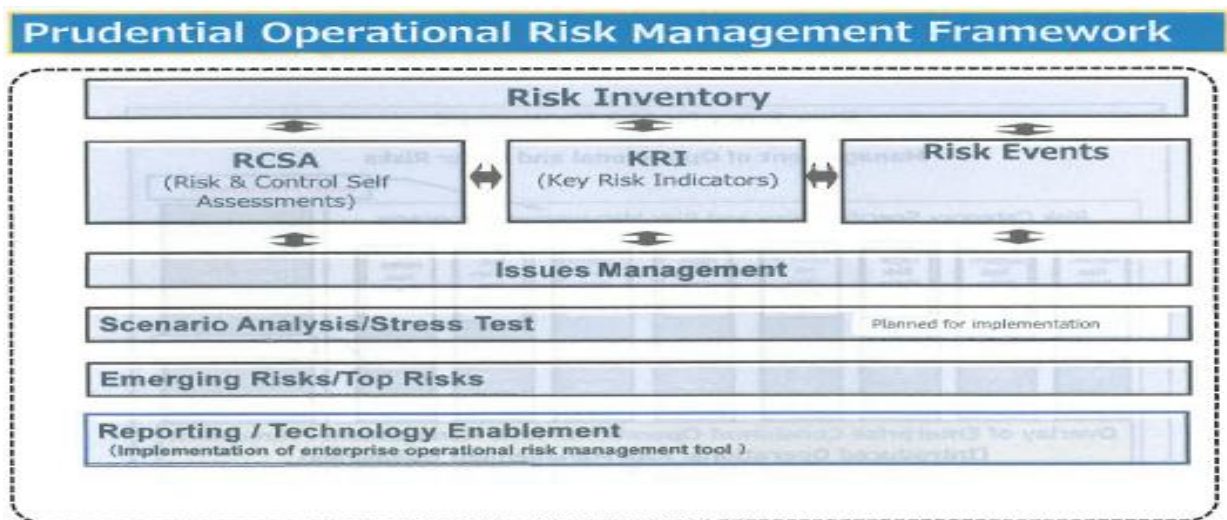 Prudential Operational Risk Management Framework
Risk Inventory
RCSA
(Risk & Control Self
Assessments)
KRI
(Key Risk Indicators)
Risk Events
Issues Management
Scenario Analysis/Stress Test
Planned for implementation
Emerging Risks/Top Risks
Reporting / Technology Enablement
(Implementation of enterprise operational risk management tool )